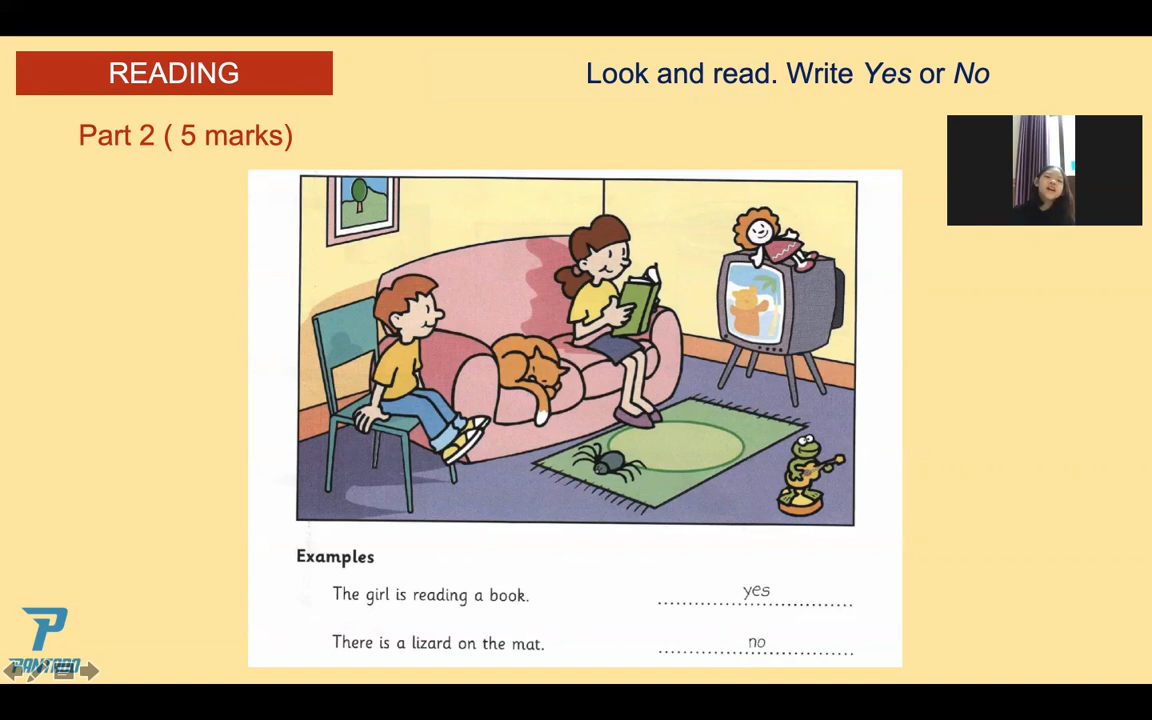 READING
Look and read. Write Yes or No
Part 2 ( 5 marks)
Examples
The girl is reading a book. yes
There is a lizard on the mat. no